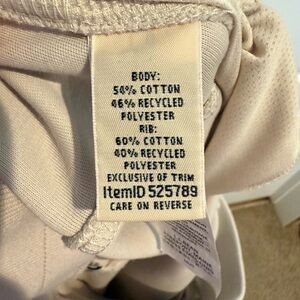 BODY:
54% COTTON
46% RECYCLED
POLYESTER
RIB:
60% COTTON
40% RECYCLED
POLYESTER
EXCLUSIVE OF TRIM
ItemID 525789
CARE ON REVERSE